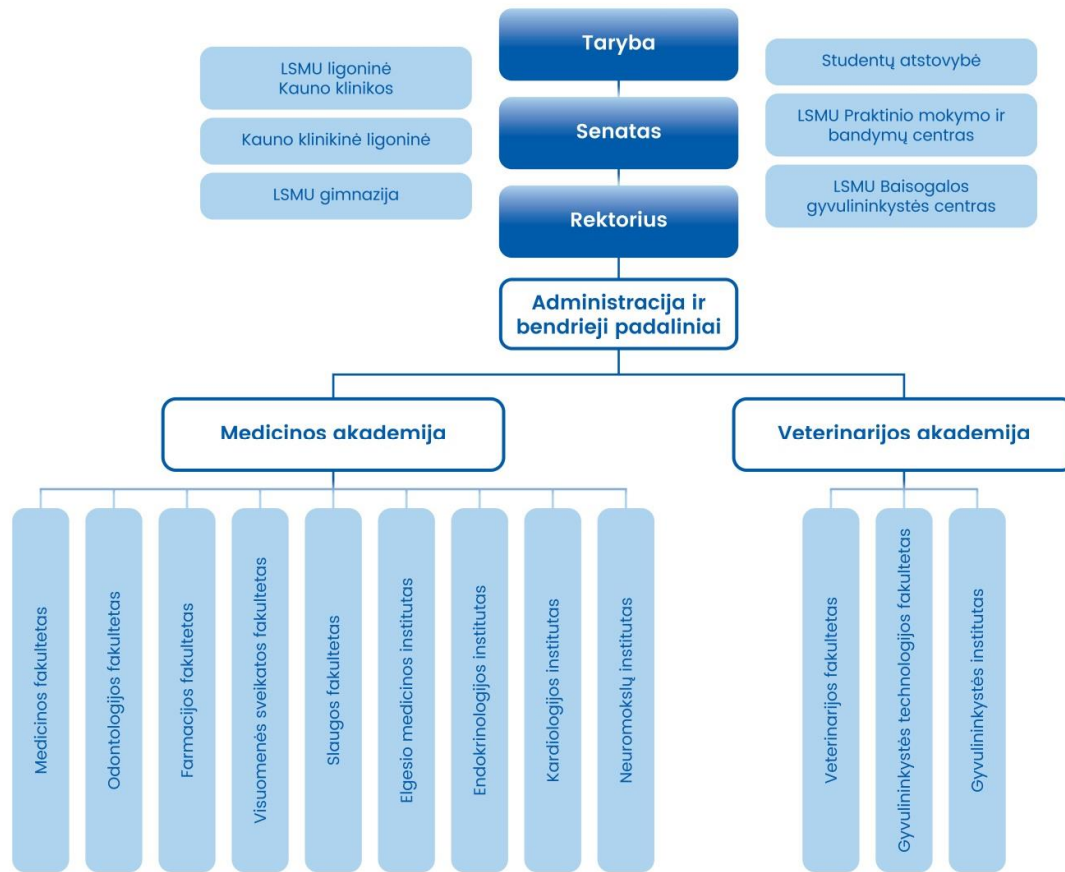 Taryba
Senatas
Rektorius
LSMU ligoninė
Kauno klinikos
Kauno klinikinė ligoninė
LSMU gimnazija
Studentų atstovybė
LSMU Praktinio mokymo ir
bandymų centras
LSMU Baisogalos
gyvulininkystės centras
Administracija ir
bendrieji padaliniai
Medicinos akademija
Veterinarijos akademija
Medicinos fakultetas
Odontologijos fakultetas
Farmacijos fakultetas
Visuomenės sveikatos fakultetas
Slaugos fakultetas
Elgesio medicinos institutas
Endokrinologijos institutas
Kardiologijos institutas
Neuromokslų institutas
Veterinarijos fakultetas
Gyvulininkystės technologijos fakultetas
Gyvulininkystės institutas